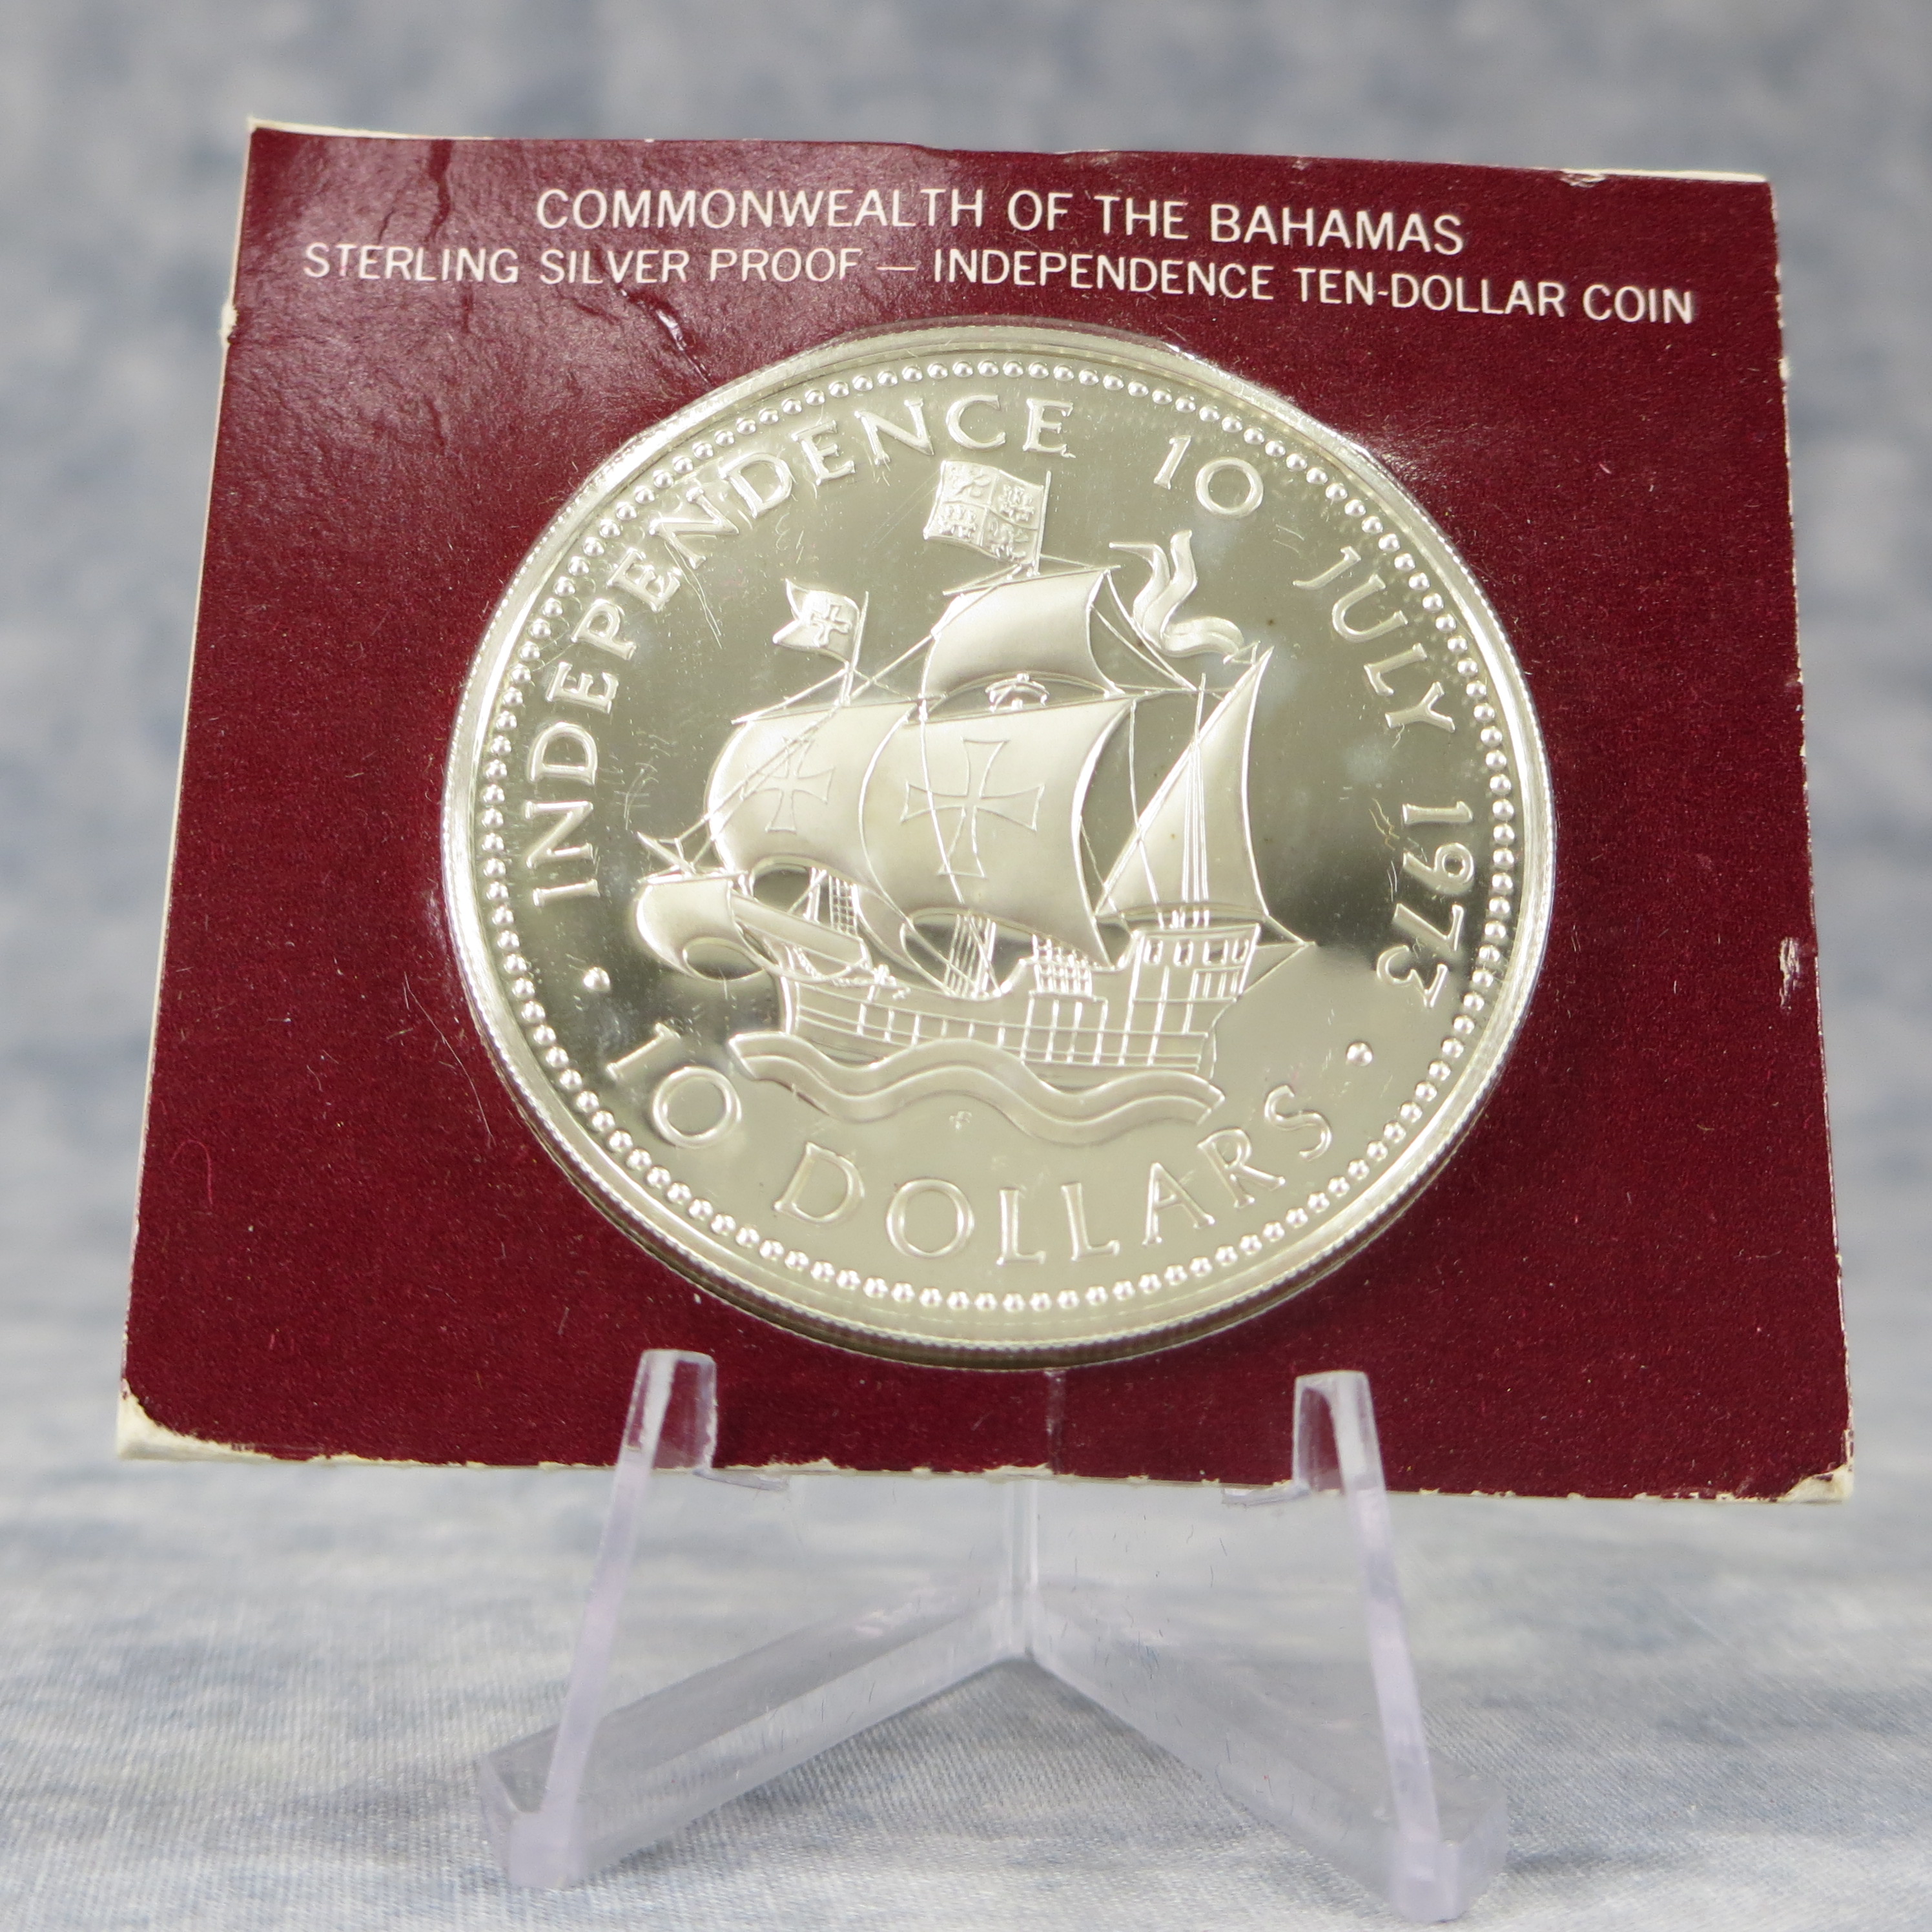 COMMONWEALTH OF THE BAHAMAS
STERLING SILVER PROOF — INDEPENDENCE TEN-DOLLAR COIN
INDEPENDENCE 10 JULY 1973
10 DOLLARS